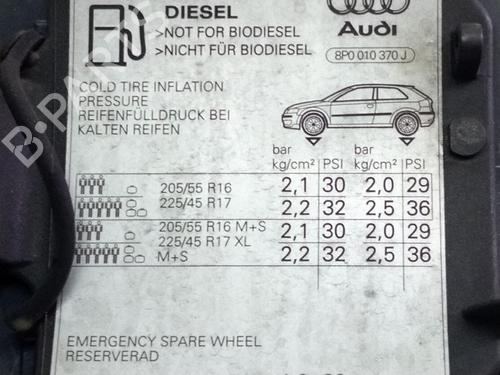 DIESEL
>NOT FOR BIODIESEL
>NICHT FÜR BIODIESEL
Audi
8P0 010 370 J
COLD TIRE INFLATION
PRESSURE
REIFENFÜLLDRUCK BEI
KALTEN REIFEN
bar kg/cm² PSI bar kg/cm² PSI
205/55 R16 2,1 30 2,0 29
225/45 R17 2,2 32 2,5 36
205/55 R16 M+S 2,1 30 2,0 29
225/45 R17 XL
M+S 2,2 32 2,5 36
EMERGENCY SPARE WHEEL
RESERVERAD
B-PARTS